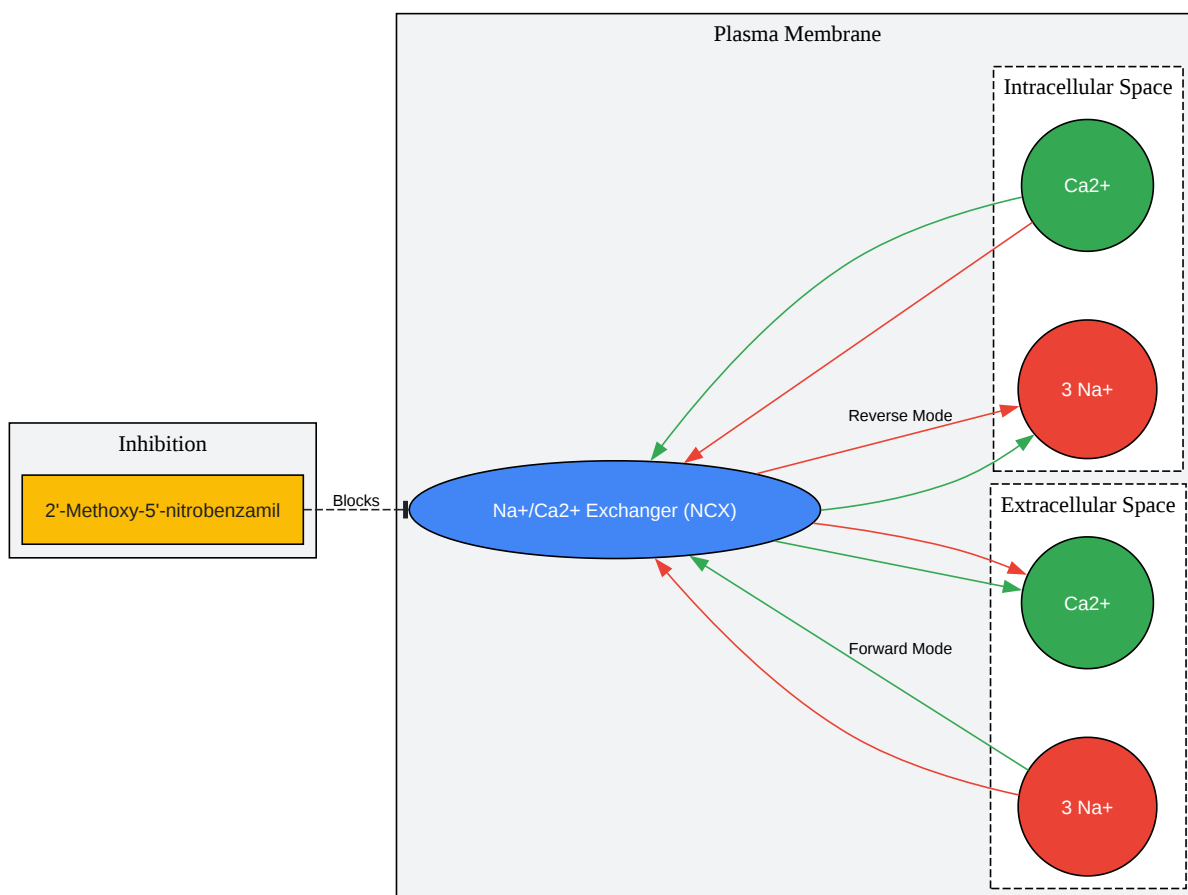 Plasma Membrane
Intracellular Space
Ca2+
3 Na+
Reverse Mode
Inhibition
2'-Methoxy-5'-nitrobenzamil
Blocks
Na+/Ca2+ Exchanger (NCX)
Extracellular Space
Ca2+
Forward Mode
3 Na+